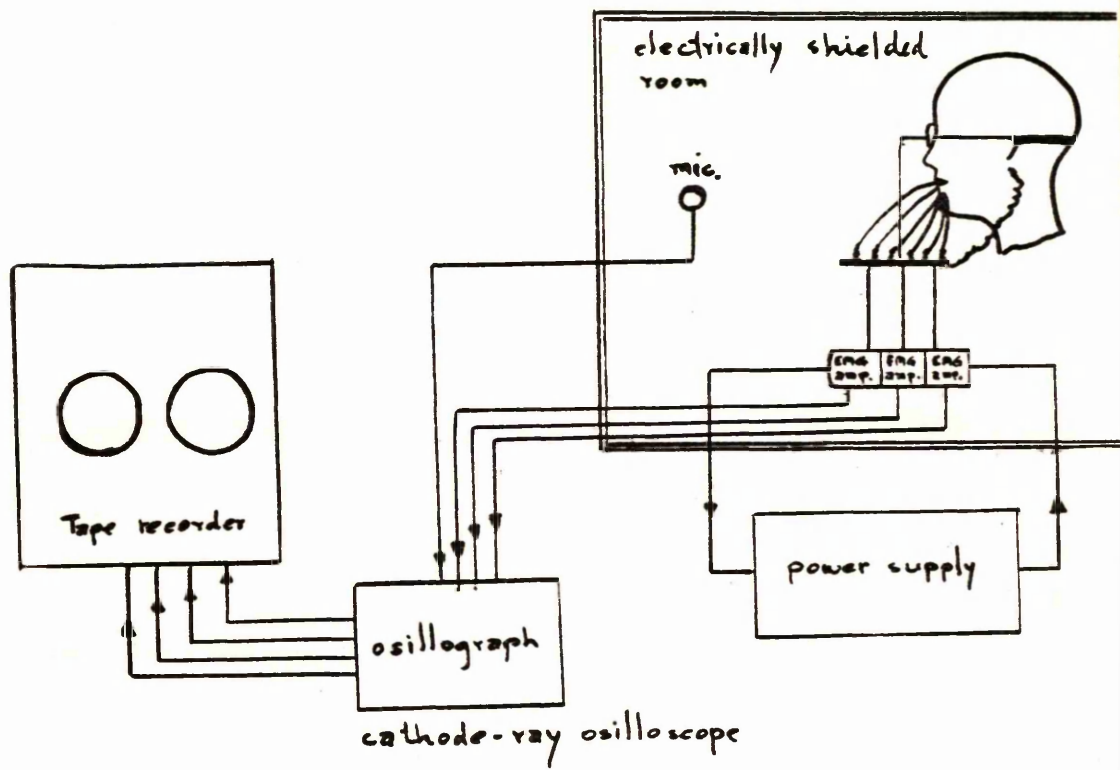 electrically shielded
room
mic.
EMG EMG EMG
amp. amp. amp.
Tape recorder
power supply
osillograph
cathode-ray osilloscope